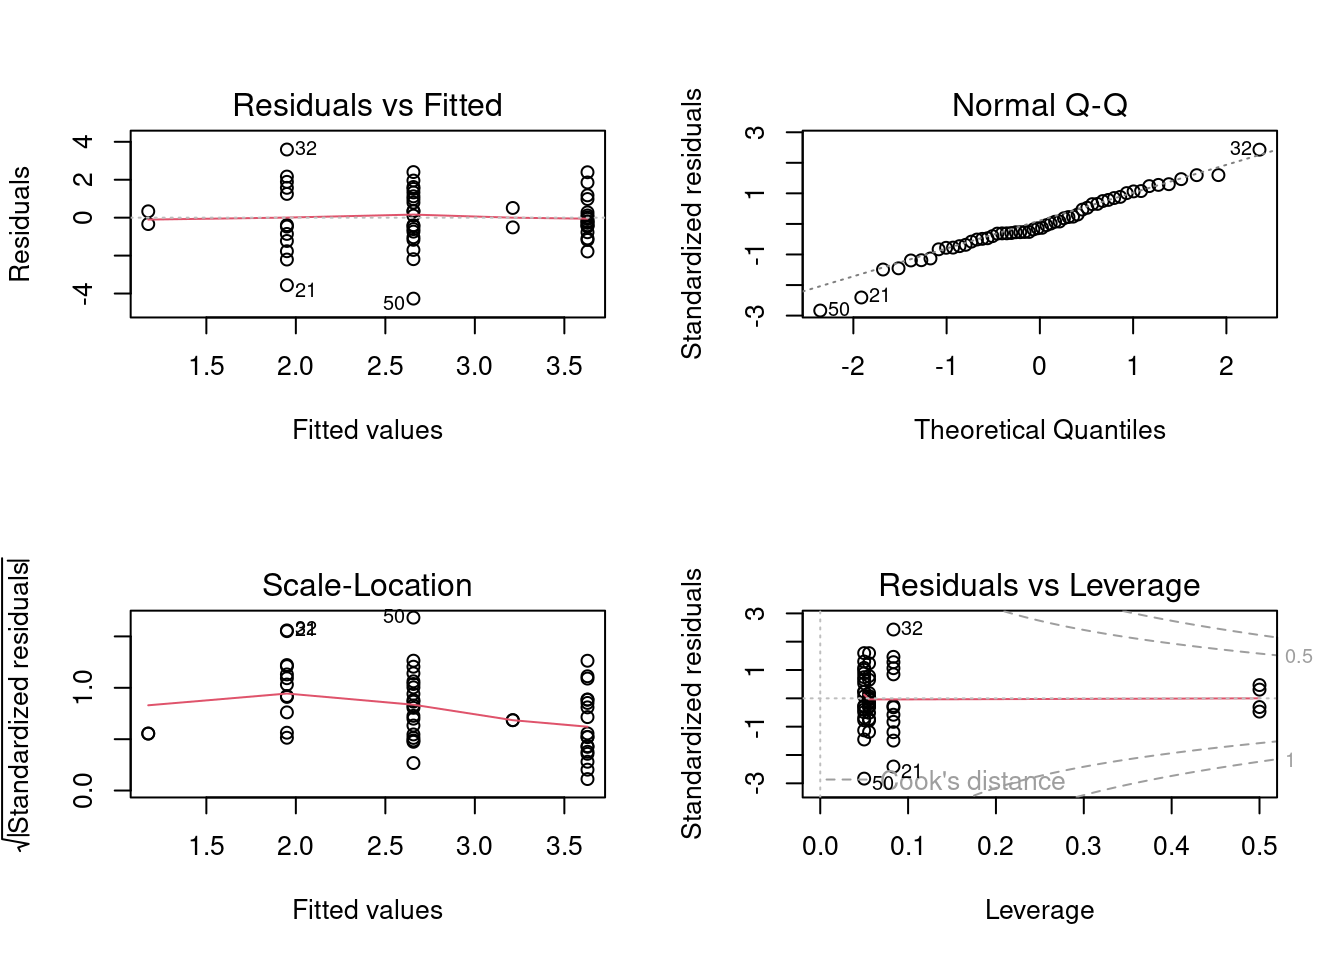 Residuals vs Fitted
Residuals
4
2
0
-4
32
21
50
1.5 2.0 2.5 3.0 3.5
Fitted values
Normal Q-Q
Standardized residuals
3
1
-1
-3
32
21
50
-2 -1 0 1 2
Theoretical Quantiles
Scale-Location
√|Standardized residuals|
1.0
0.0
50
32
21
1.5 2.0 2.5 3.0 3.5
Fitted values
Residuals vs Leverage
Standardized residuals
3
1
-1
-3
32
0.5
21
1
50
Cook's distance
0.0 0.1 0.2 0.3 0.4 0.5
Leverage